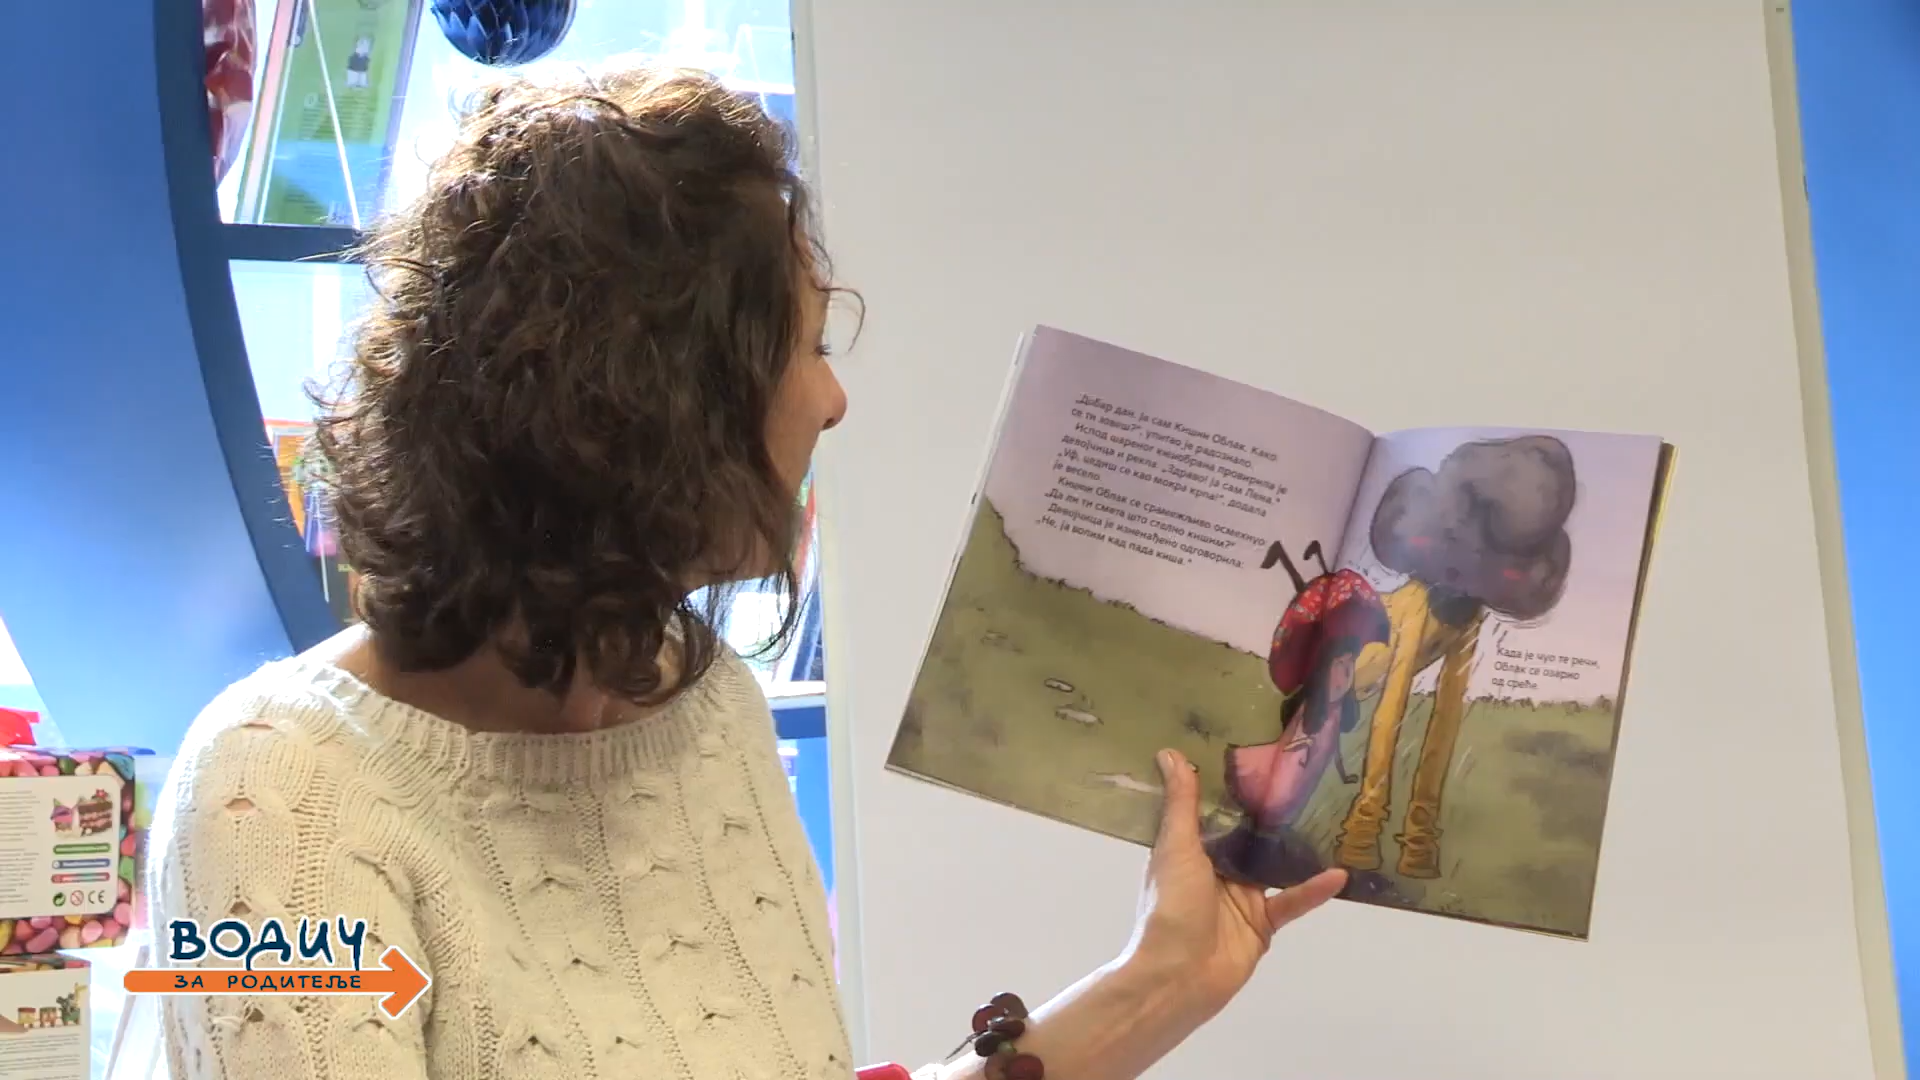 „Добар дан, ја сам Кишни Облак. Како
се ти зовеш?“, упитао је радознало.
Испод шареног кишобрана провирила је
девојчица и рекла: „Здраво! Ја сам Лена.“
„Уф, цедиш се као мокра крпа!“, додала
је весело.
Кишни Облак се срамежљиво осмехнуо:
„Да ли ти смета што стално кишим?“
Девојчица је изненађено одговорила:
„Не, ја волим кад пада киша.“
Када је чуо те речи,
Облак се озарио
од среће.
ВОДИЧ
ЗА РОДИТЕЉЕ
CE